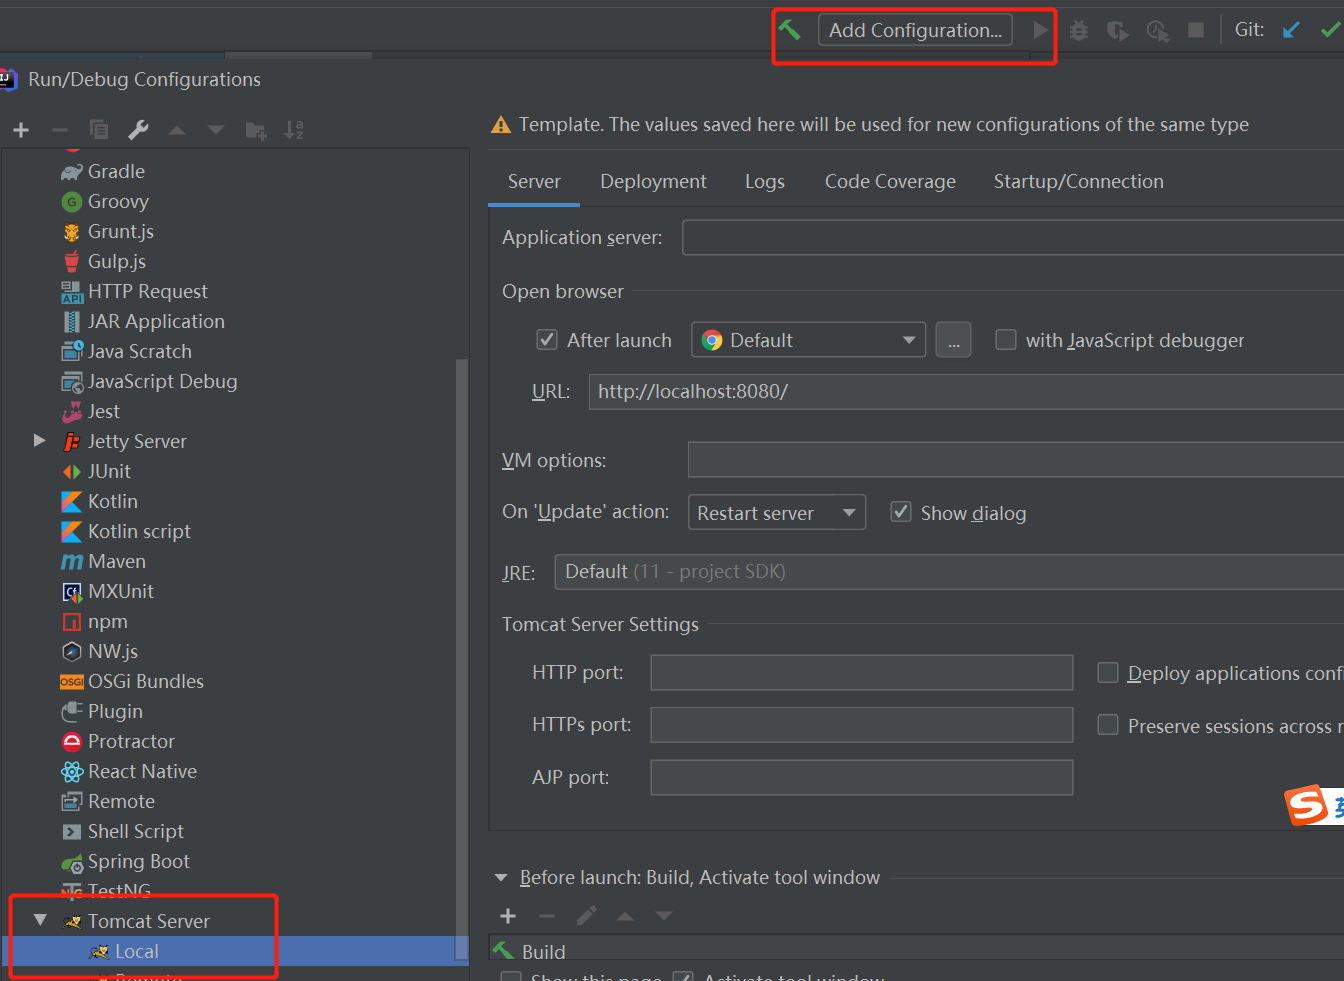 Add Configuration...
Git:
Run/Debug Configurations
Gradle
Groovy
Grunt.js
Gulp.js
HTTP Request
JAR Application
Java Scratch
JavaScript Debug
Jest
Jetty Server
JUnit
Kotlin
Kotlin script
Maven
MXUnit
npm
NW.js
OSGi Bundles
Plugin
Protractor
React Native
Remote
Shell Script
Spring Boot
TestNG
Tomcat Server
Local
Remote
Template. The values saved here will be used for new configurations of the same type
Server Deployment Logs Code Coverage Startup/Connection
Application server:
Open browser
After launch Default ... with JavaScript debugger
URL: http://localhost:8080/
VM options:
On 'Update' action: Restart server Show dialog
JRE: Default (11 - project SDK)
Tomcat Server Settings
HTTP port: Deploy applications confi
HTTPs port: Preserve sessions across r
AJP port:
Before launch: Build, Activate tool window
Build
Show this page Activate tool window